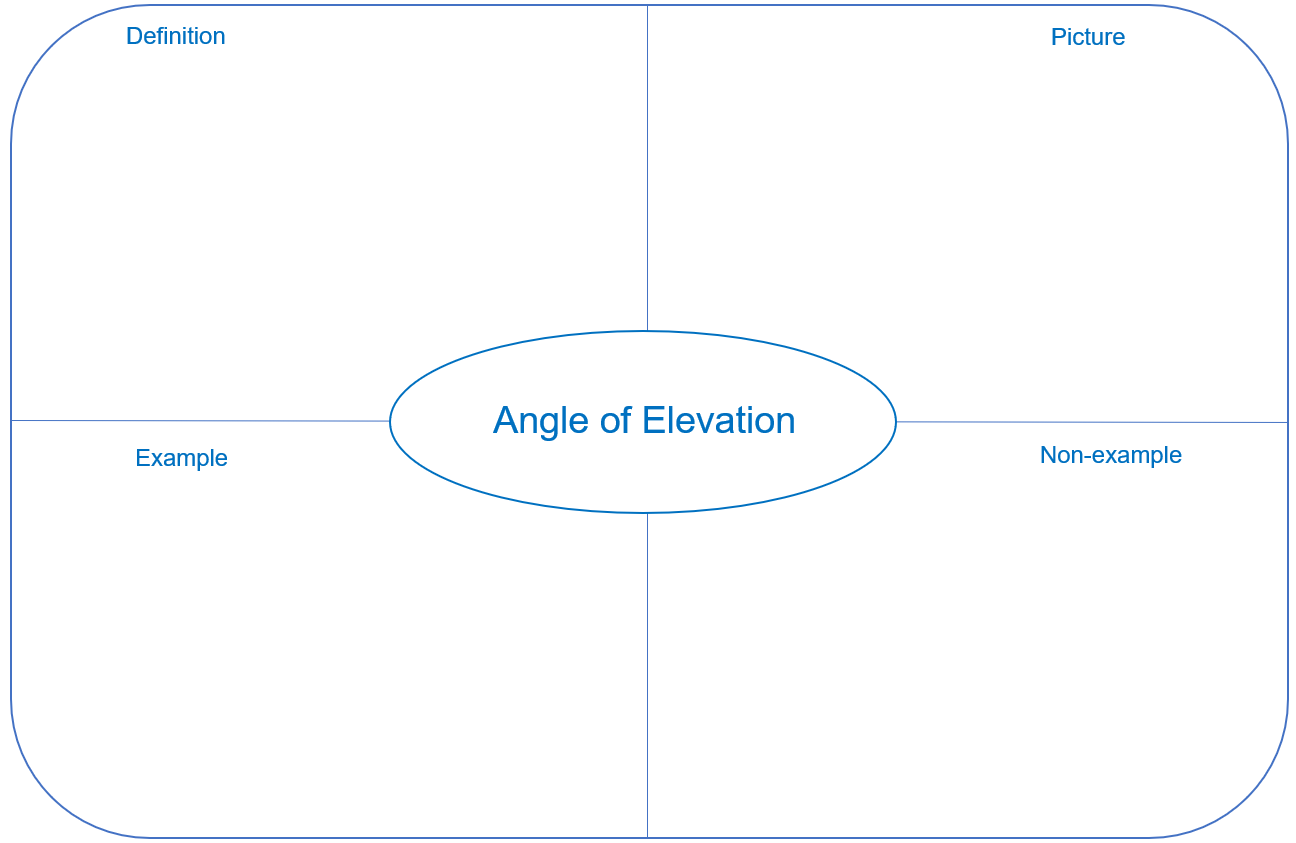 Definition
Picture
Angle of Elevation
Example
Non-example